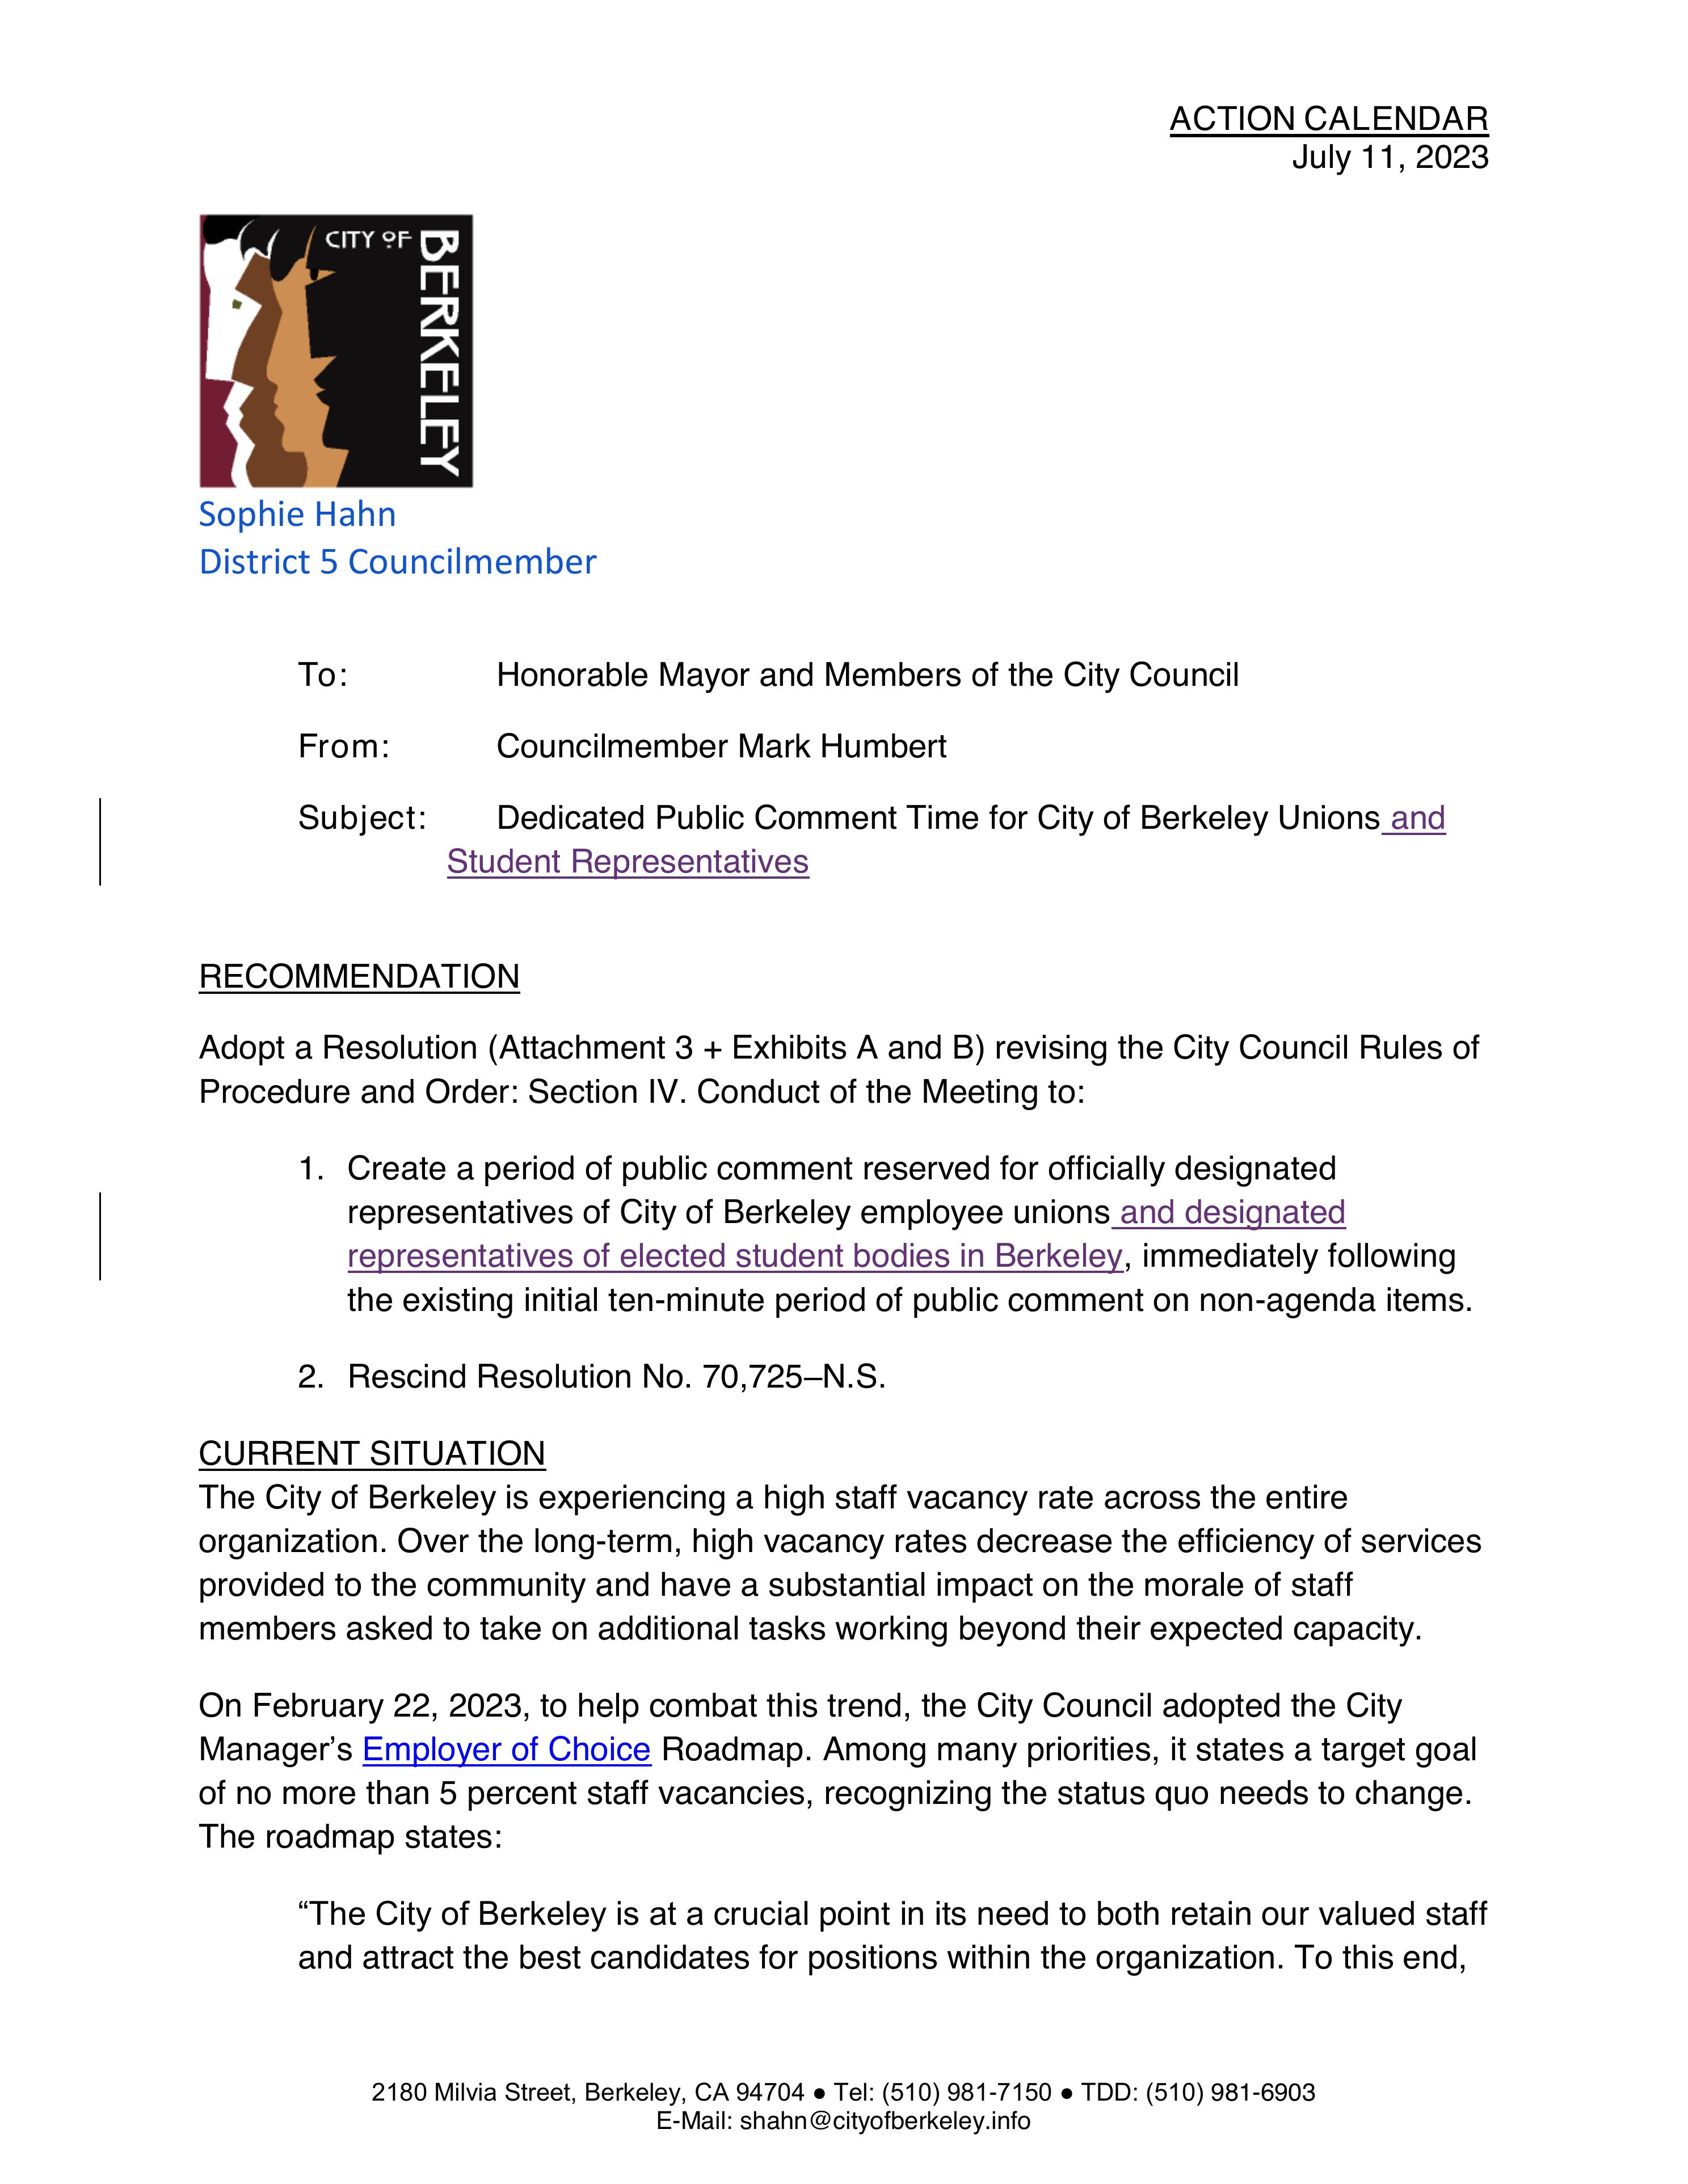 ACTION CALENDAR
July 11, 2023
CITY OF
BERKELEY
Sophie Hahn
District 5 Councilmember
To: Honorable Mayor and Members of the City Council
From: Councilmember Mark Humbert
Subject: Dedicated Public Comment Time for City of Berkeley Unions and
Student Representatives
RECOMMENDATION
Adopt a Resolution (Attachment 3 + Exhibits A and B) revising the City Council Rules of
Procedure and Order: Section IV. Conduct of the Meeting to:
1. Create a period of public comment reserved for officially designated
representatives of City of Berkeley employee unions and designated
representatives of elected student bodies in Berkeley, immediately following
the existing initial ten-minute period of public comment on non-agenda items.
2. Rescind Resolution No. 70,725–N.S.
CURRENT SITUATION
The City of Berkeley is experiencing a high staff vacancy rate across the entire
organization. Over the long-term, high vacancy rates decrease the efficiency of services
provided to the community and have a substantial impact on the morale of staff
members asked to take on additional tasks working beyond their expected capacity.
On February 22, 2023, to help combat this trend, the City Council adopted the City
Manager’s Employer of Choice Roadmap. Among many priorities, it states a target goal
of no more than 5 percent staff vacancies, recognizing the status quo needs to change.
The roadmap states:
“The City of Berkeley is at a crucial point in its need to both retain our valued staff
and attract the best candidates for positions within the organization. To this end,
2180 Milvia Street, Berkeley, CA 94704 ● Tel: (510) 981-7150 ● TDD: (510) 981-6903
E-Mail: shahn@cityofberkeley.info